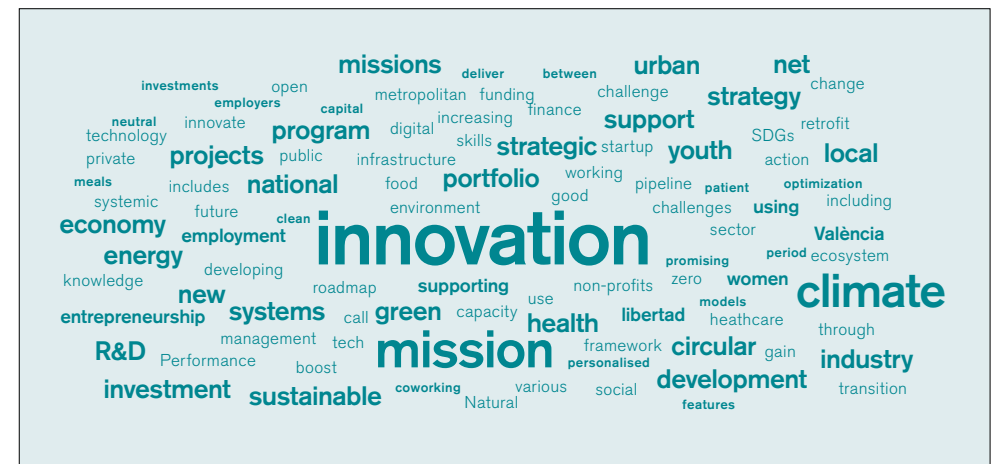 missions deliver between urban net
investments open metropolitan funding challenge strategy change
employers capital increasing finance support
neutral innovate program digital skills SDGs retrofit
technology strategic startup youth local
private projects public infrastructure action
meals includes national food portfolio working pipeline patient optimization
systemic future environment good challenges using including
economy clean employment innovation sector València
energy developing promising period ecosystem
knowledge roadmap supporting non-profits zero women climate
new use models
entrepreneurship systems call green capacity health libertad heathcare through
R&D management tech mission framework circular gain industry
Performance boost personalised
investment sustainable coworking various social development transition
Natural features